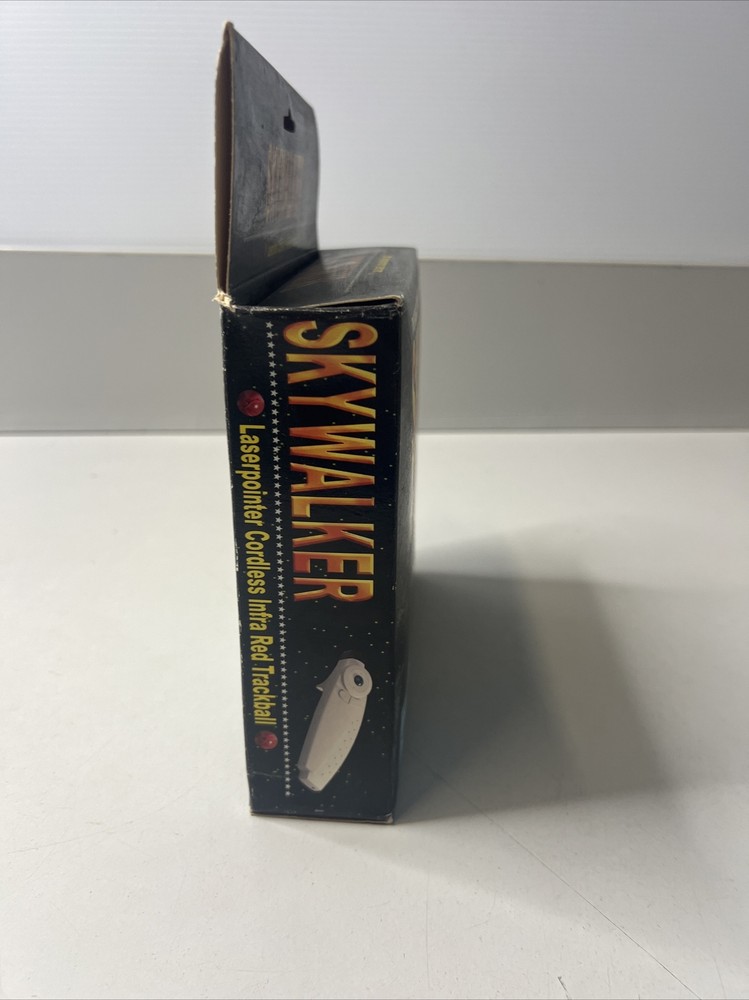 SKYWALKER
Laserpointer Cordless Infra Red Trackball